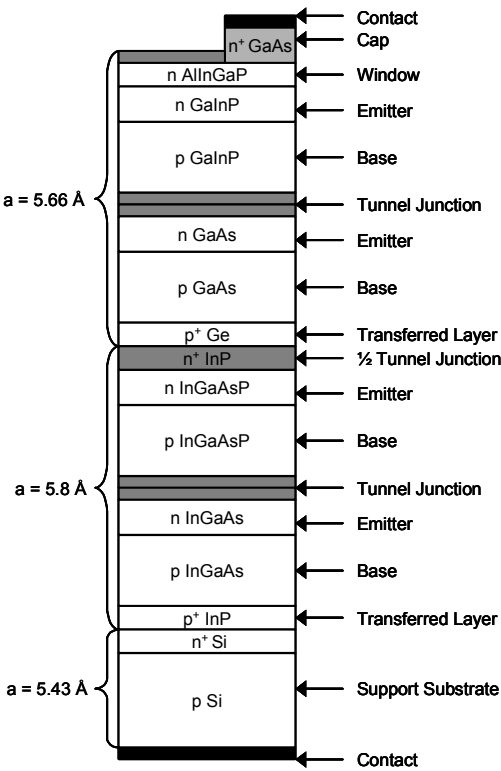 Contact
n⁺ GaAs Cap
n AlInGaP Window
n GaInP Emitter
p GaInP Base
a = 5.66 Å
Tunnel Junction
n GaAs Emitter
p GaAs Base
p⁺ Ge Transferred Layer
n⁺ InP ½ Tunnel Junction
n InGaAsP Emitter
p InGaAsP Base
a = 5.8 Å
Tunnel Junction
n InGaAs Emitter
p InGaAs Base
p⁺ InP Transferred Layer
n⁺ Si
a = 5.43 Å
p Si Support Substrate
Contact